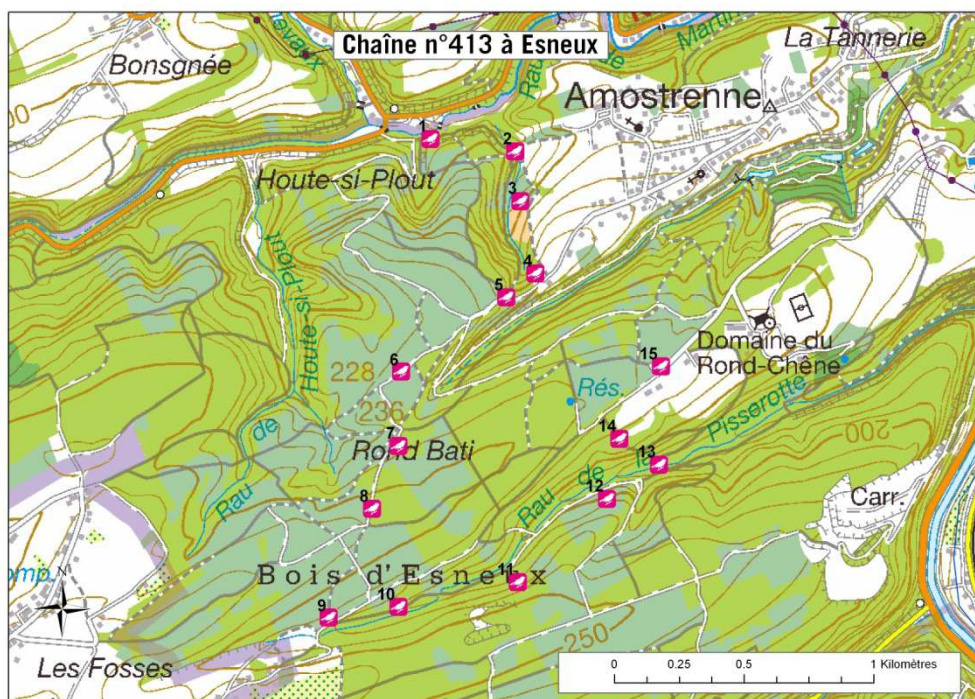 Chaîne n°413 à Esneux
Bonsgnée
La Tannerie
Amostrenne
1
2
Houte-si-Plout
3
4
5
Rau
de
Houte-si-Plout
Domaine du
Rond-Chêne
15
6
228
Rés.
236
7
Rond Bati
14
13
Rau de la Pisserotte
200
8
12
Carr.
Bois d'Esneux
11
10
9
N
Les Fosses
250
0 0.25 0.5 1 Kilomètres